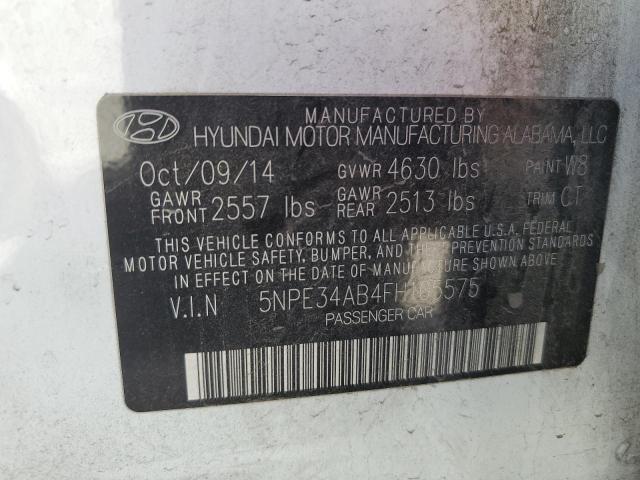 MANUFACTURED BY
HYUNDAI MOTOR MANUFACTURING ALABAMA, LLC
Oct/09/14 GVWR 4630 lbs PAINT W8
GAWR FRONT 2557 lbs GAWR REAR 2513 lbs TRIM CT
THIS VEHICLE CONFORMS TO ALL APPLICABLE U.S.A. FEDERAL
MOTOR VEHICLE SAFETY, BUMPER, AND THEFT PREVENTION STANDARDS
IN EFFECT ON THE DATE OF MANUFACTURE SHOWN ABOVE.
V.I.N
PASSENGER CAR